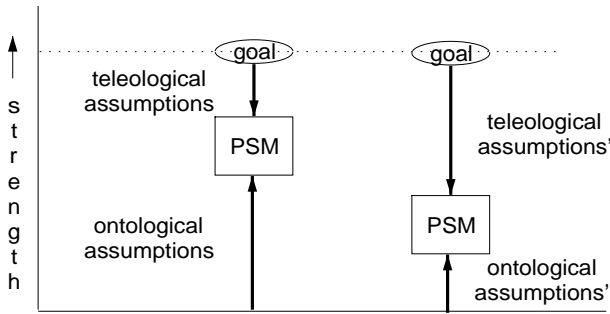 strength
goal
teleological
assumptions
PSM
ontological
assumptions
goal
teleological
assumptions'
PSM
ontological
assumptions'